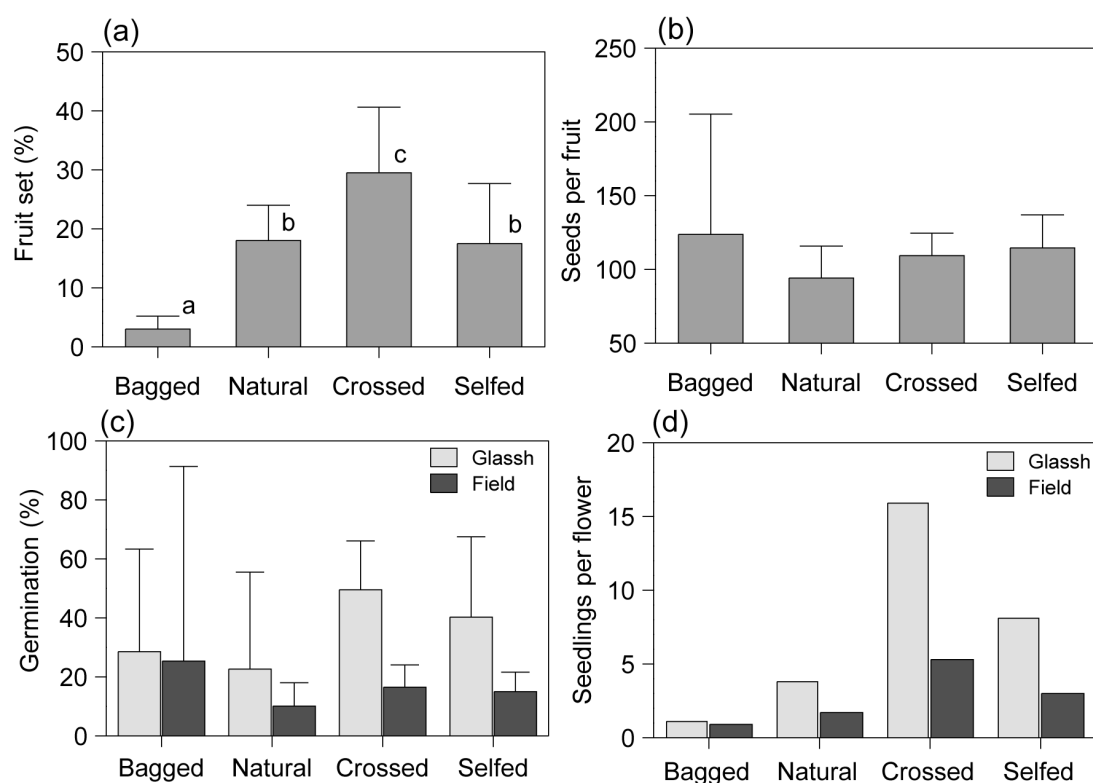 (a)
50
40
30
20
10
0
Fruit set (%)
a
b
c
b
Bagged Natural Crossed Selfed
(b)
250
200
150
100
50
Seeds per fruit
Bagged Natural Crossed Selfed
(c)
100
80
60
40
20
0
Germination (%)
Glassh
Field
Bagged Natural Crossed Selfed
(d)
20
15
10
5
0
Seedlings per flower
Glassh
Field
Bagged Natural Crossed Selfed